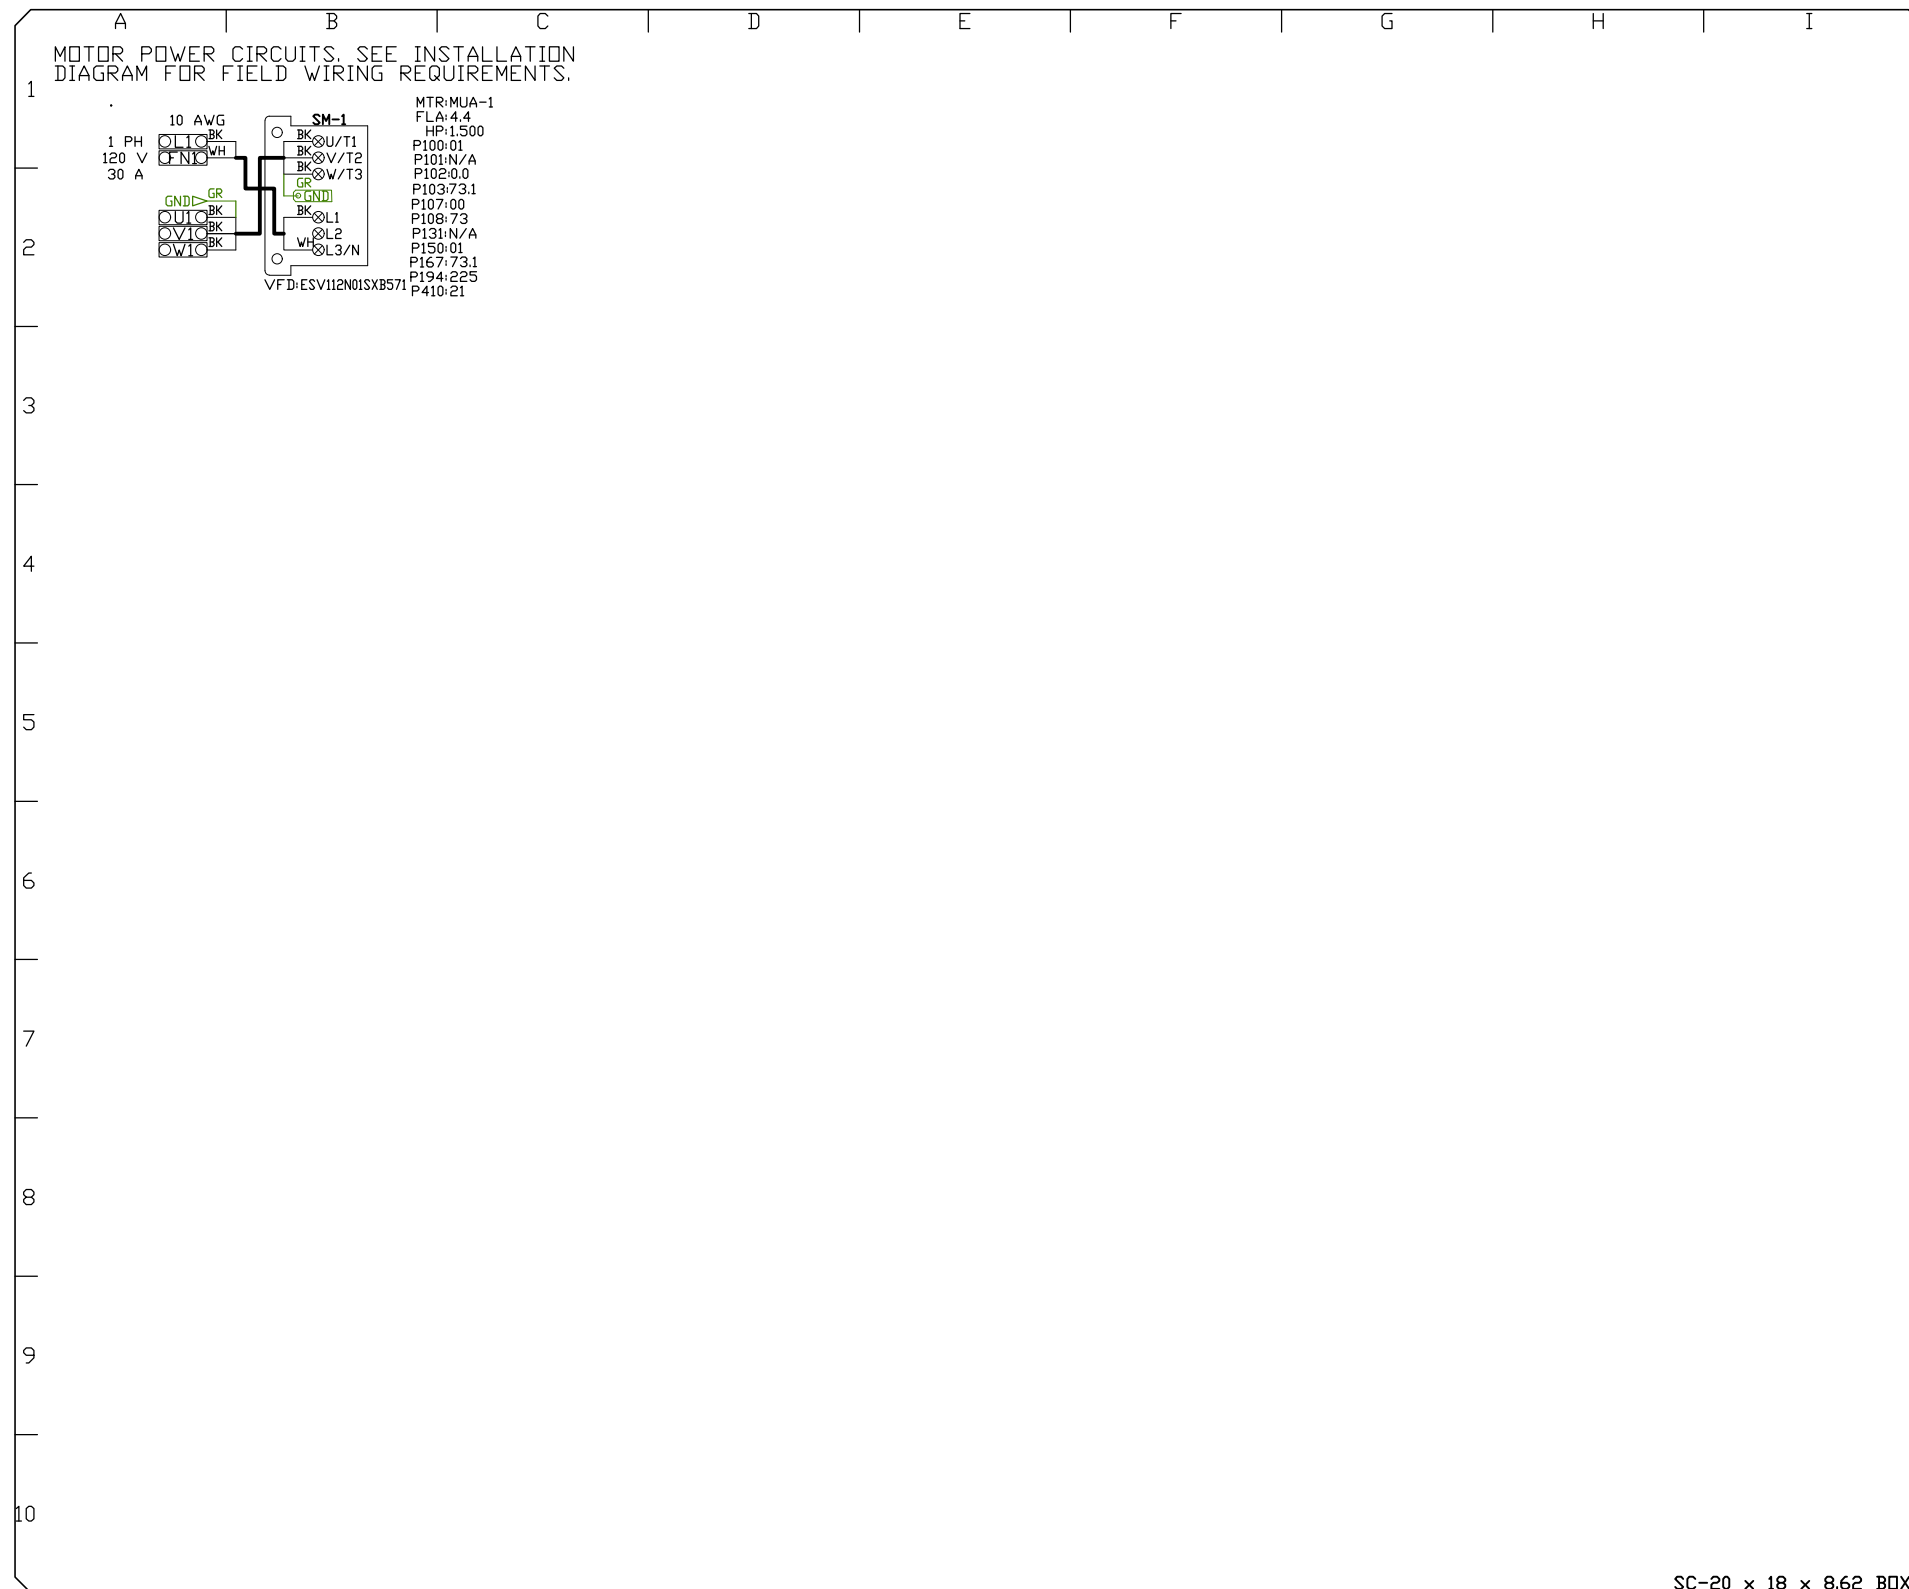 A B C D E F G H I
MOTOR POWER CIRCUITS. SEE INSTALLATION
DIAGRAM FOR FIELD WIRING REQUIREMENTS.
1
10 AWG
1 PH
120 V
30 A
L1 BK
FN1 WH
GND GR
U1 BK
V1 BK
W1 BK
SM-1
BK U/T1
BK V/T2
BK W/T3
GR
GND
BK L1
L2
WH L3/N
VFD:ESV112N01SXB571
MTR:MUA-1
FLA:4.4
HP:1.500
P100:01
P101:N/A
P102:0.0
P103:73.1
P107:00
P108:73
P131:N/A
P150:01
P167:73.1
P194:225
P410:21
2
3
4
5
6
7
8
9
10
SC-20 x 18 x 8.62 BOX